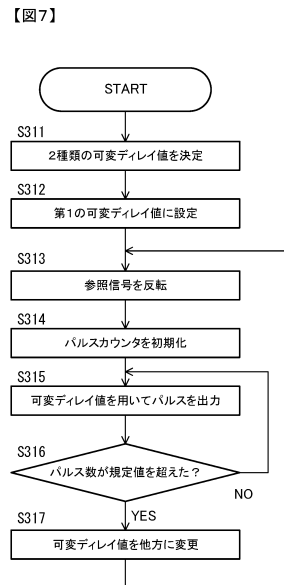 【図７】
START
S311
２種類の可変ディレイ値を決定
S312
第１の可変ディレイ値に設定
S313
参照信号を反転
S314
パルスカウンタを初期化
S315
可変ディレイ値を用いてパルスを出力
S316
パルス数が規定値を超えた？
NO
YES
S317
可変ディレイ値を他方に変更